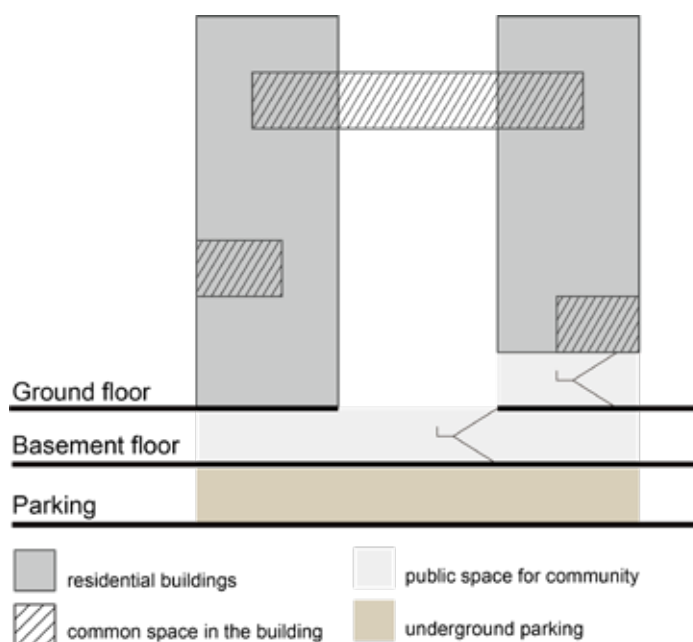 Ground floor
Basement floor
Parking
residential buildings
public space for community
common space in the building
underground parking